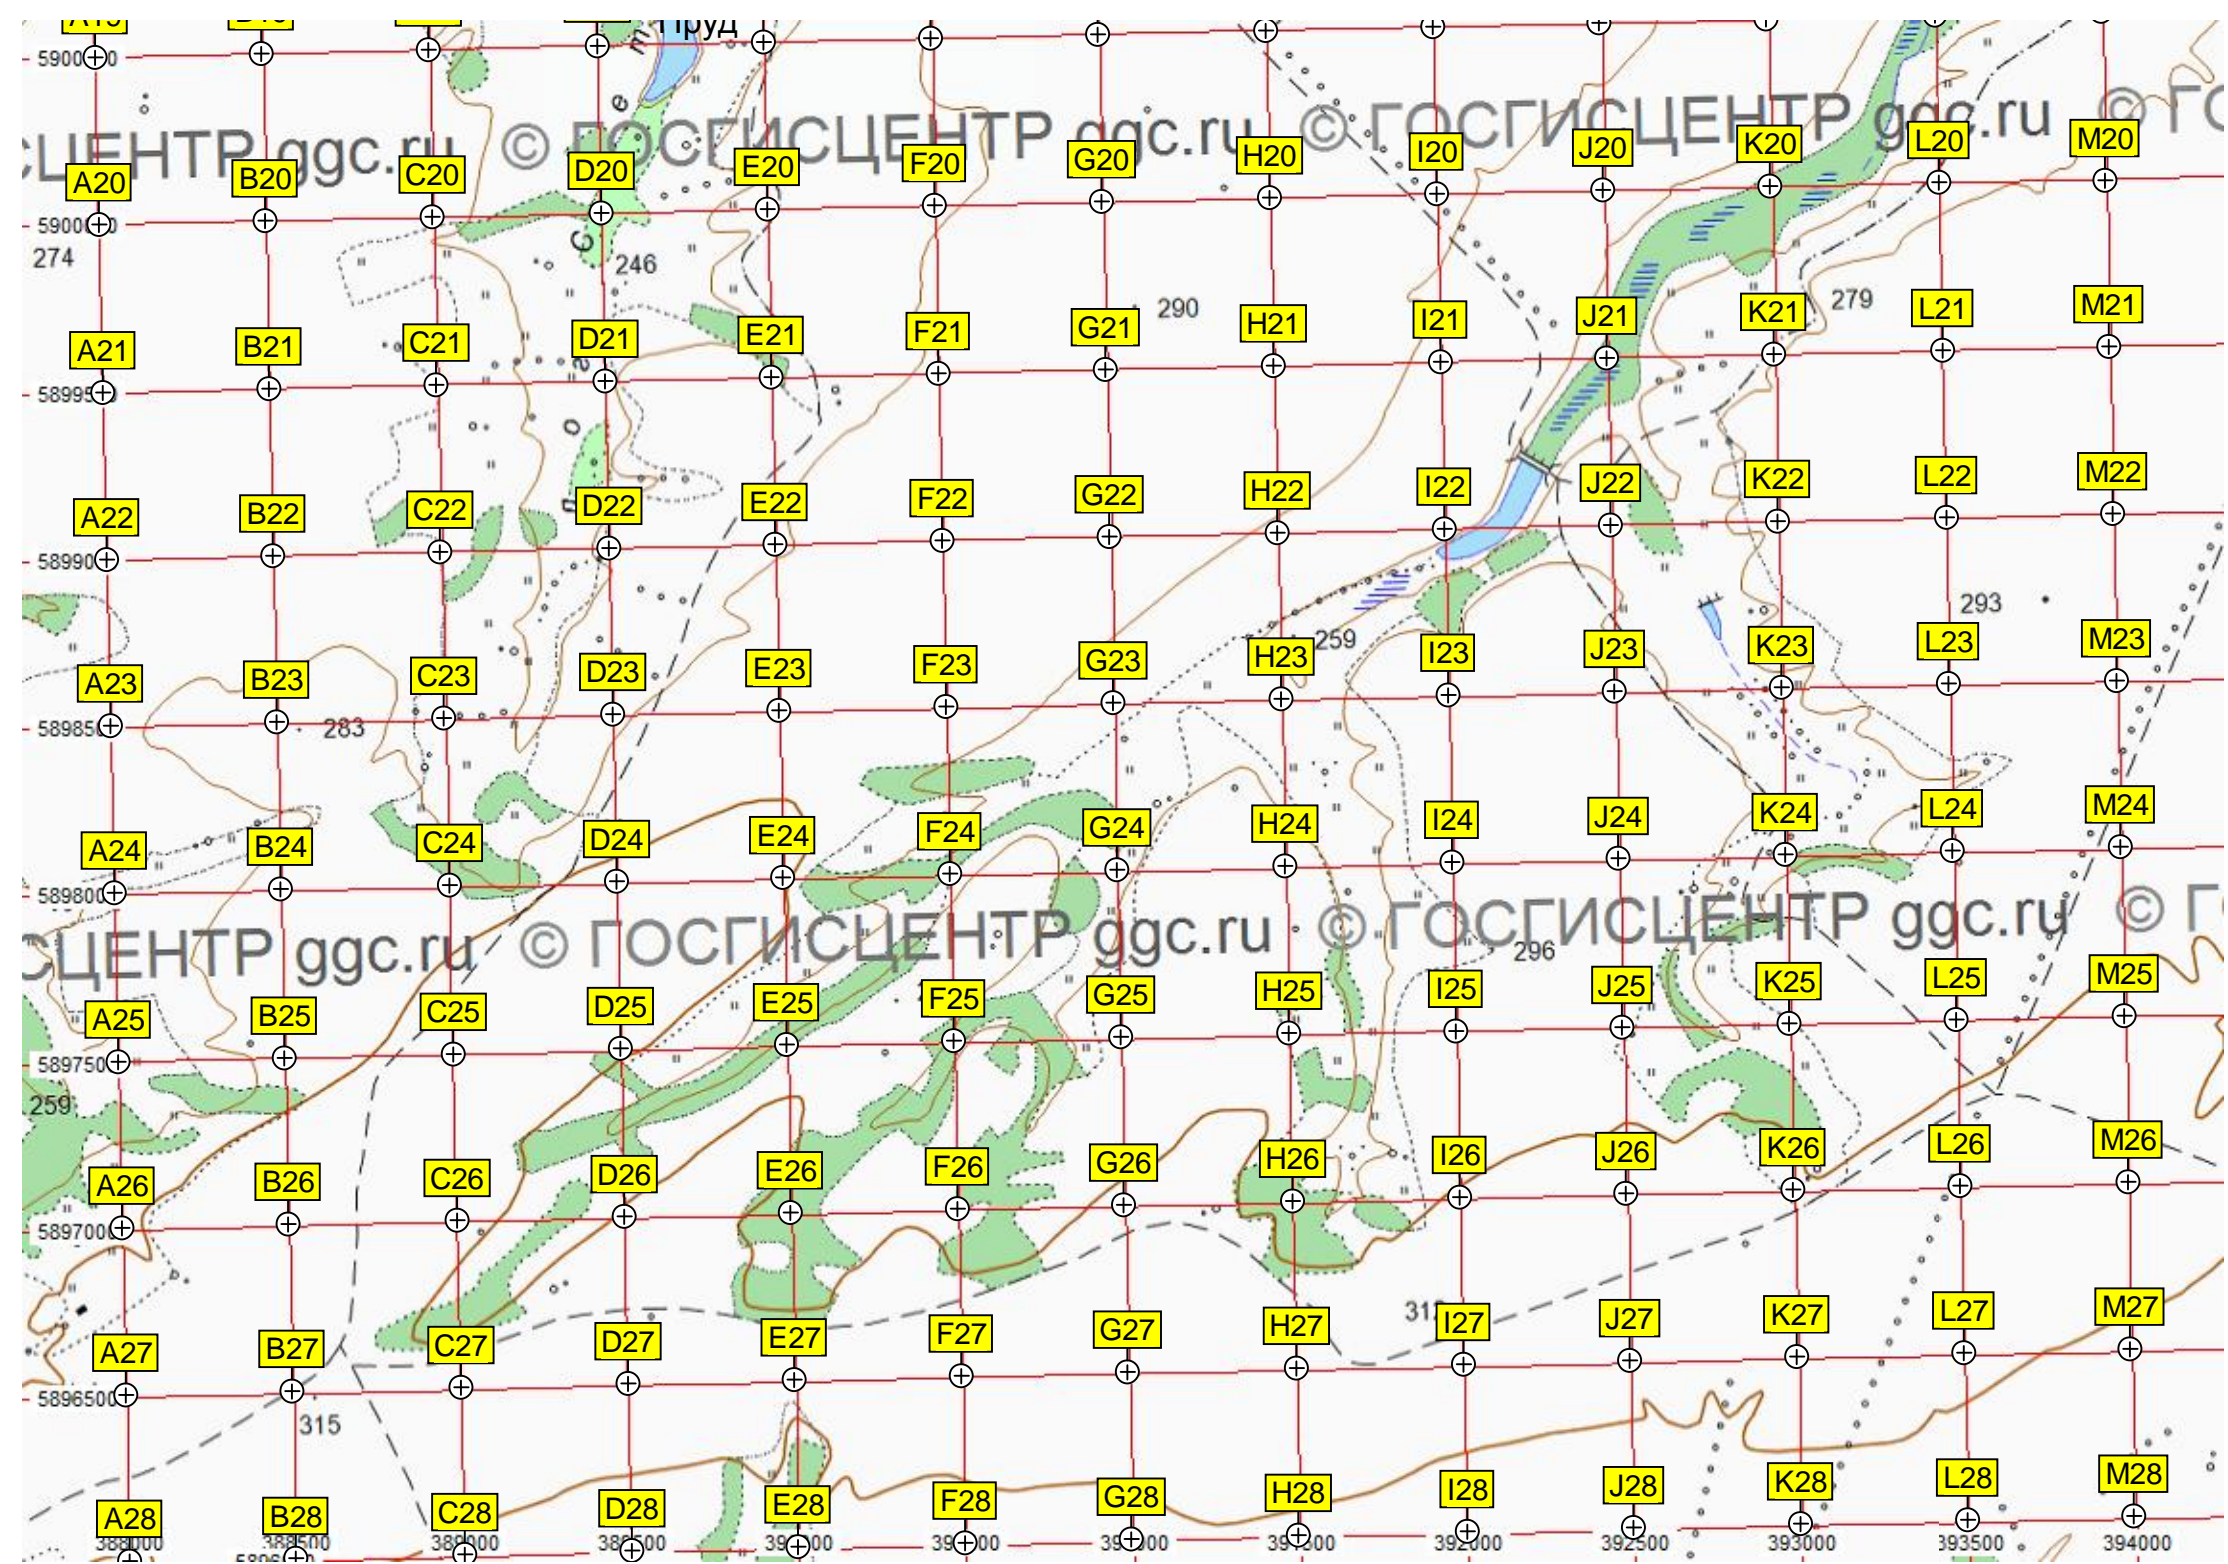 Пруд
СЦЕНТР ggc.ru © ГОСГИСЦЕНТР ggc.ru © ГОСГИСЦЕНТР ggc.ru © ГО
A20 B20 C20 D20 E20 F20 G20 H20 I20 J20 K20 L20 M20
274 246 290 279
A21 B21 C21 D21 E21 F21 G21 H21 I21 J21 K21 L21 M21
A22 B22 C22 D22 E22 F22 G22 H22 I22 J22 K22 L22 M22
259 293
A23 B23 C23 D23 E23 F23 G23 H23 I23 J23 K23 L23 M23
283
A24 B24 C24 D24 E24 F24 G24 H24 I24 J24 K24 L24 M24
589800
СЦЕНТР ggc.ru © ГОСГИСЦЕНТР ggc.ru © ГОСГИСЦЕНТР ggc.ru © Г
296
A25 B25 C25 D25 E25 F25 G25 H25 I25 J25 K25 L25 M25
589750
259
A26 B26 C26 D26 E26 F26 G26 H26 I26 J26 K26 L26 M26
A27 B27 C27 D27 E27 F27 G27 H27 I27 J27 K27 L27 M27
5896500
315
A28 B28 C28 D28 E28 F28 G28 H28 I28 J28 K28 L28 M28
388000 388500 392000 392500 393000 393500 394000